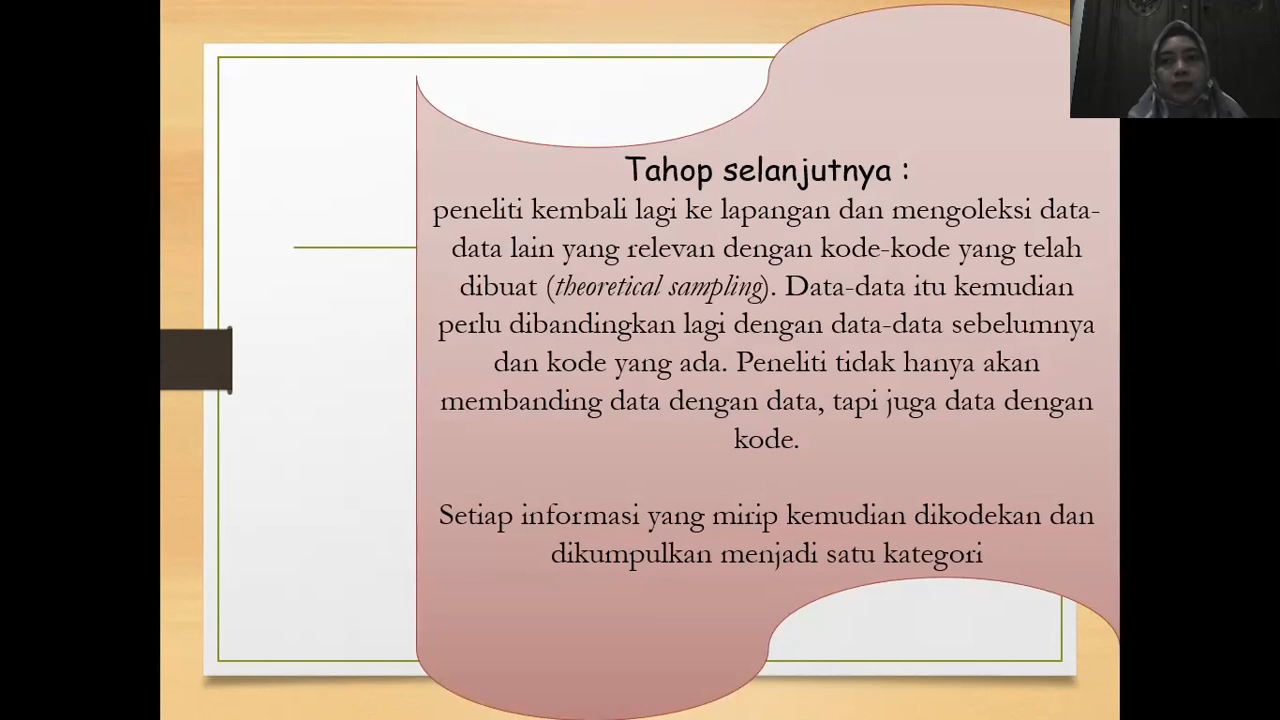 Tahop selanjutnya :
peneliti kembali lagi ke lapangan dan mengoleksi data-
data lain yang relevan dengan kode-kode yang telah
dibuat (theoretical sampling). Data-data itu kemudian
perlu dibandingkan lagi dengan data-data sebelumnya
dan kode yang ada. Peneliti tidak hanya akan
membanding data dengan data, tapi juga data dengan
kode.
Setiap informasi yang mirip kemudian dikodekan dan
dikumpulkan menjadi satu kategori